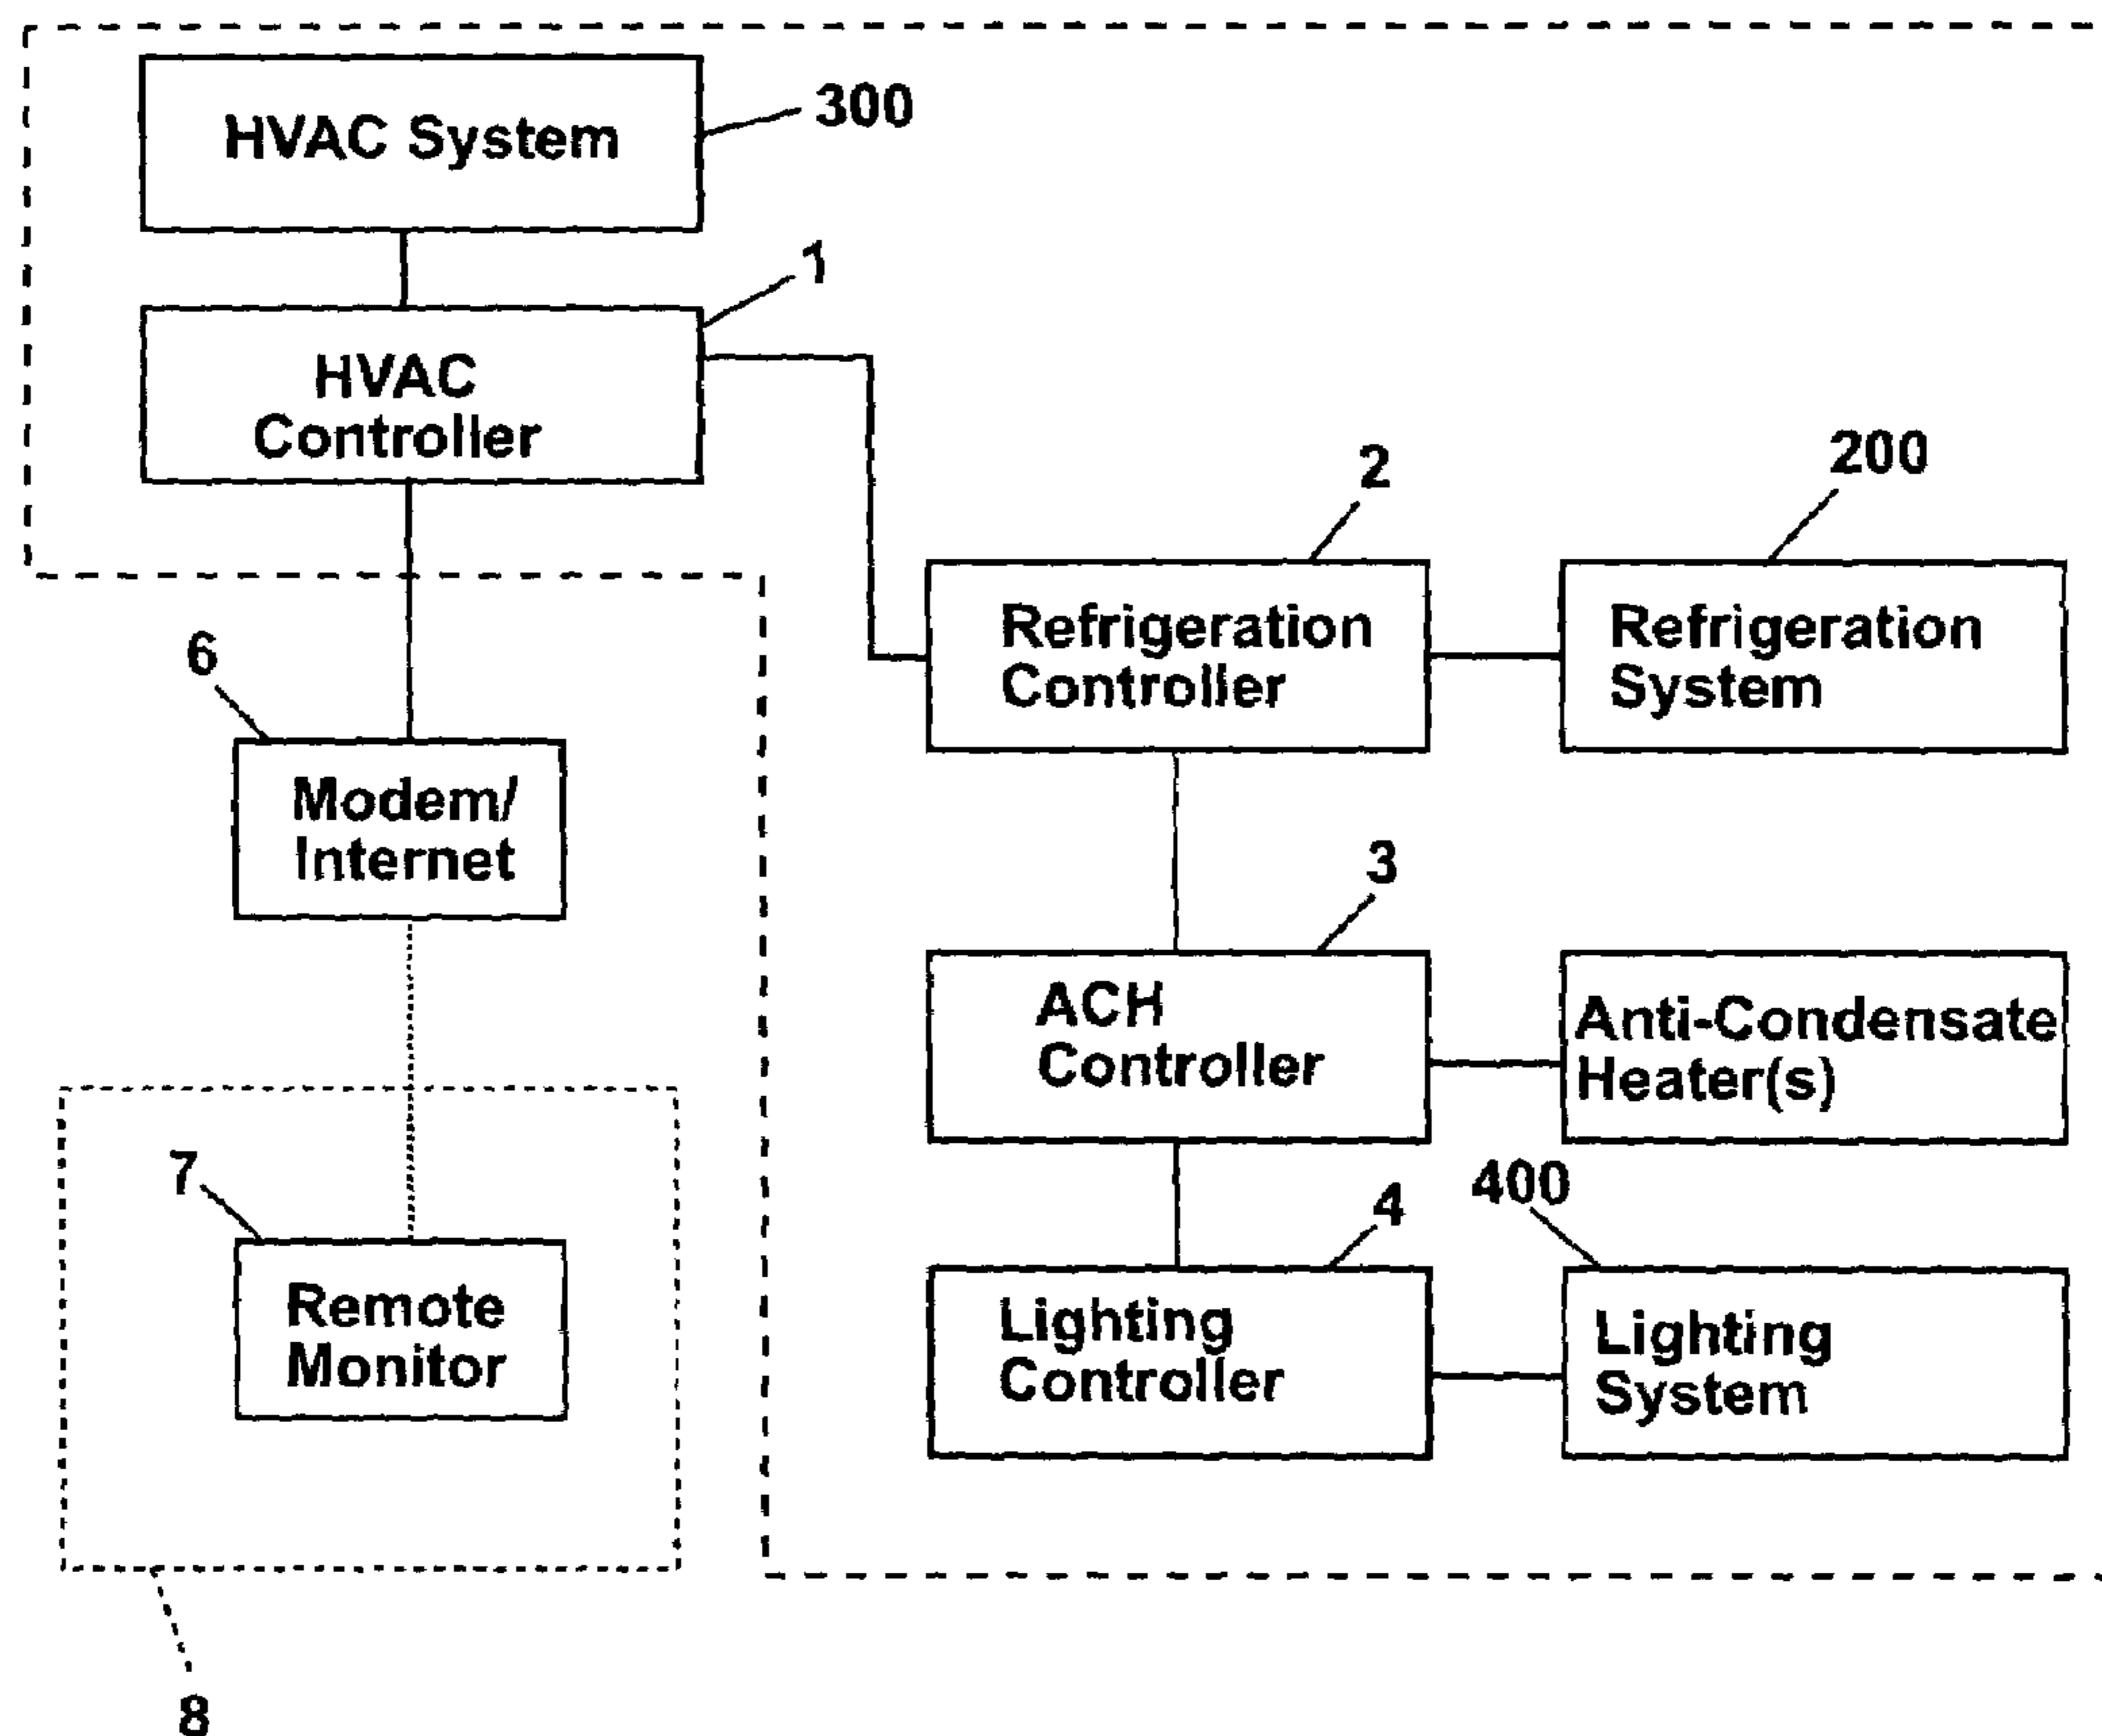 HVAC System
300
1
HVAC
Controller
2
200
Refrigeration
Controller
Refrigeration
System
6
Modem/
Internet
3
ACH
Controller
Anti-Condensate
Heater(s)
7
Remote
Monitor
4
400
Lighting
Controller
Lighting
System
8